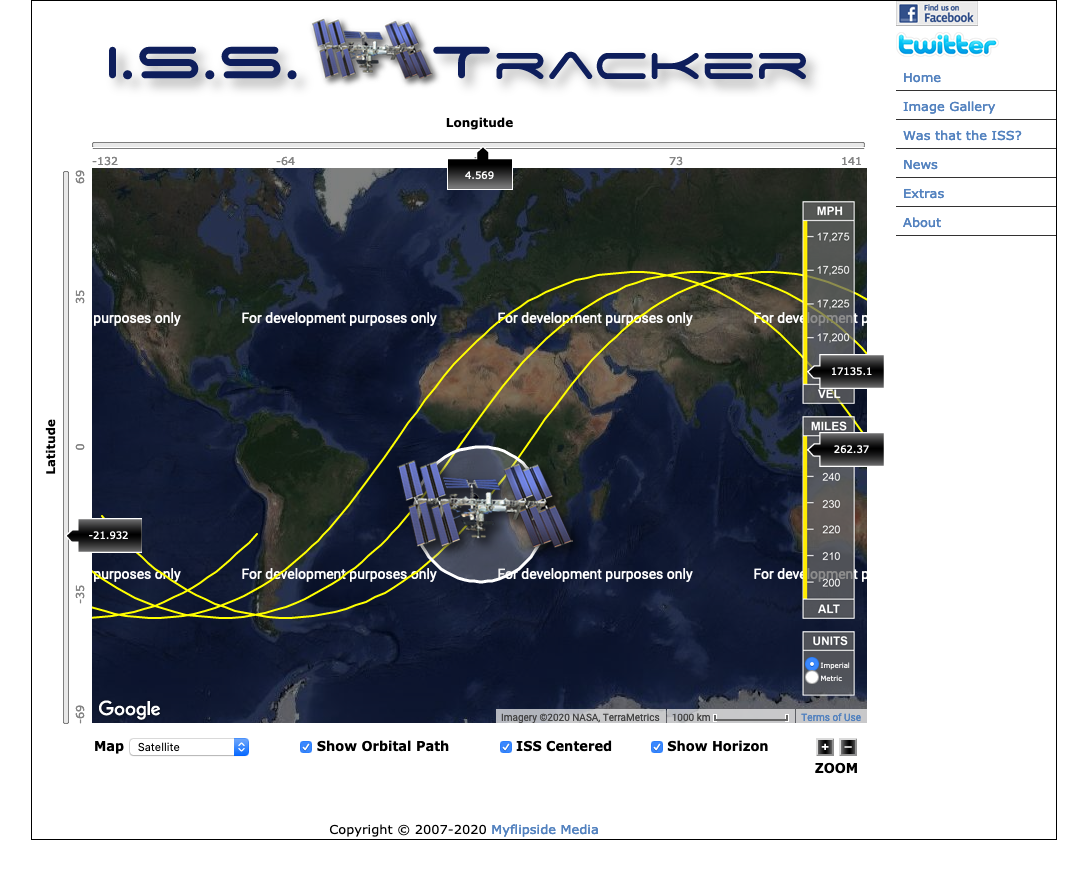 I.S.S. TRACKER
Find us on
Facebook
twitter
Home
Image Gallery
Was that the ISS?
News
Extras
About
Longitude
-132
-64
73
141
4.569
Latitude
69
35
0
-35
-69
-21.932
MPH
17,275
17,250
17,225
17,200
17135.1
VEL
MILES
262.37
240
230
220
210
200
ALT
UNITS
Imperial
Metric
purposes only
For development purposes only
For development purposes only
For development p
purposes only
For development purposes only
For development purposes only
For development p
Google
Imagery ©2020 NASA, TerraMetrics
1000 km
Terms of Use
Map
Satellite
Show Orbital Path
ISS Centered
Show Horizon
+ −
ZOOM
Copyright © 2007-2020 Myflipside Media